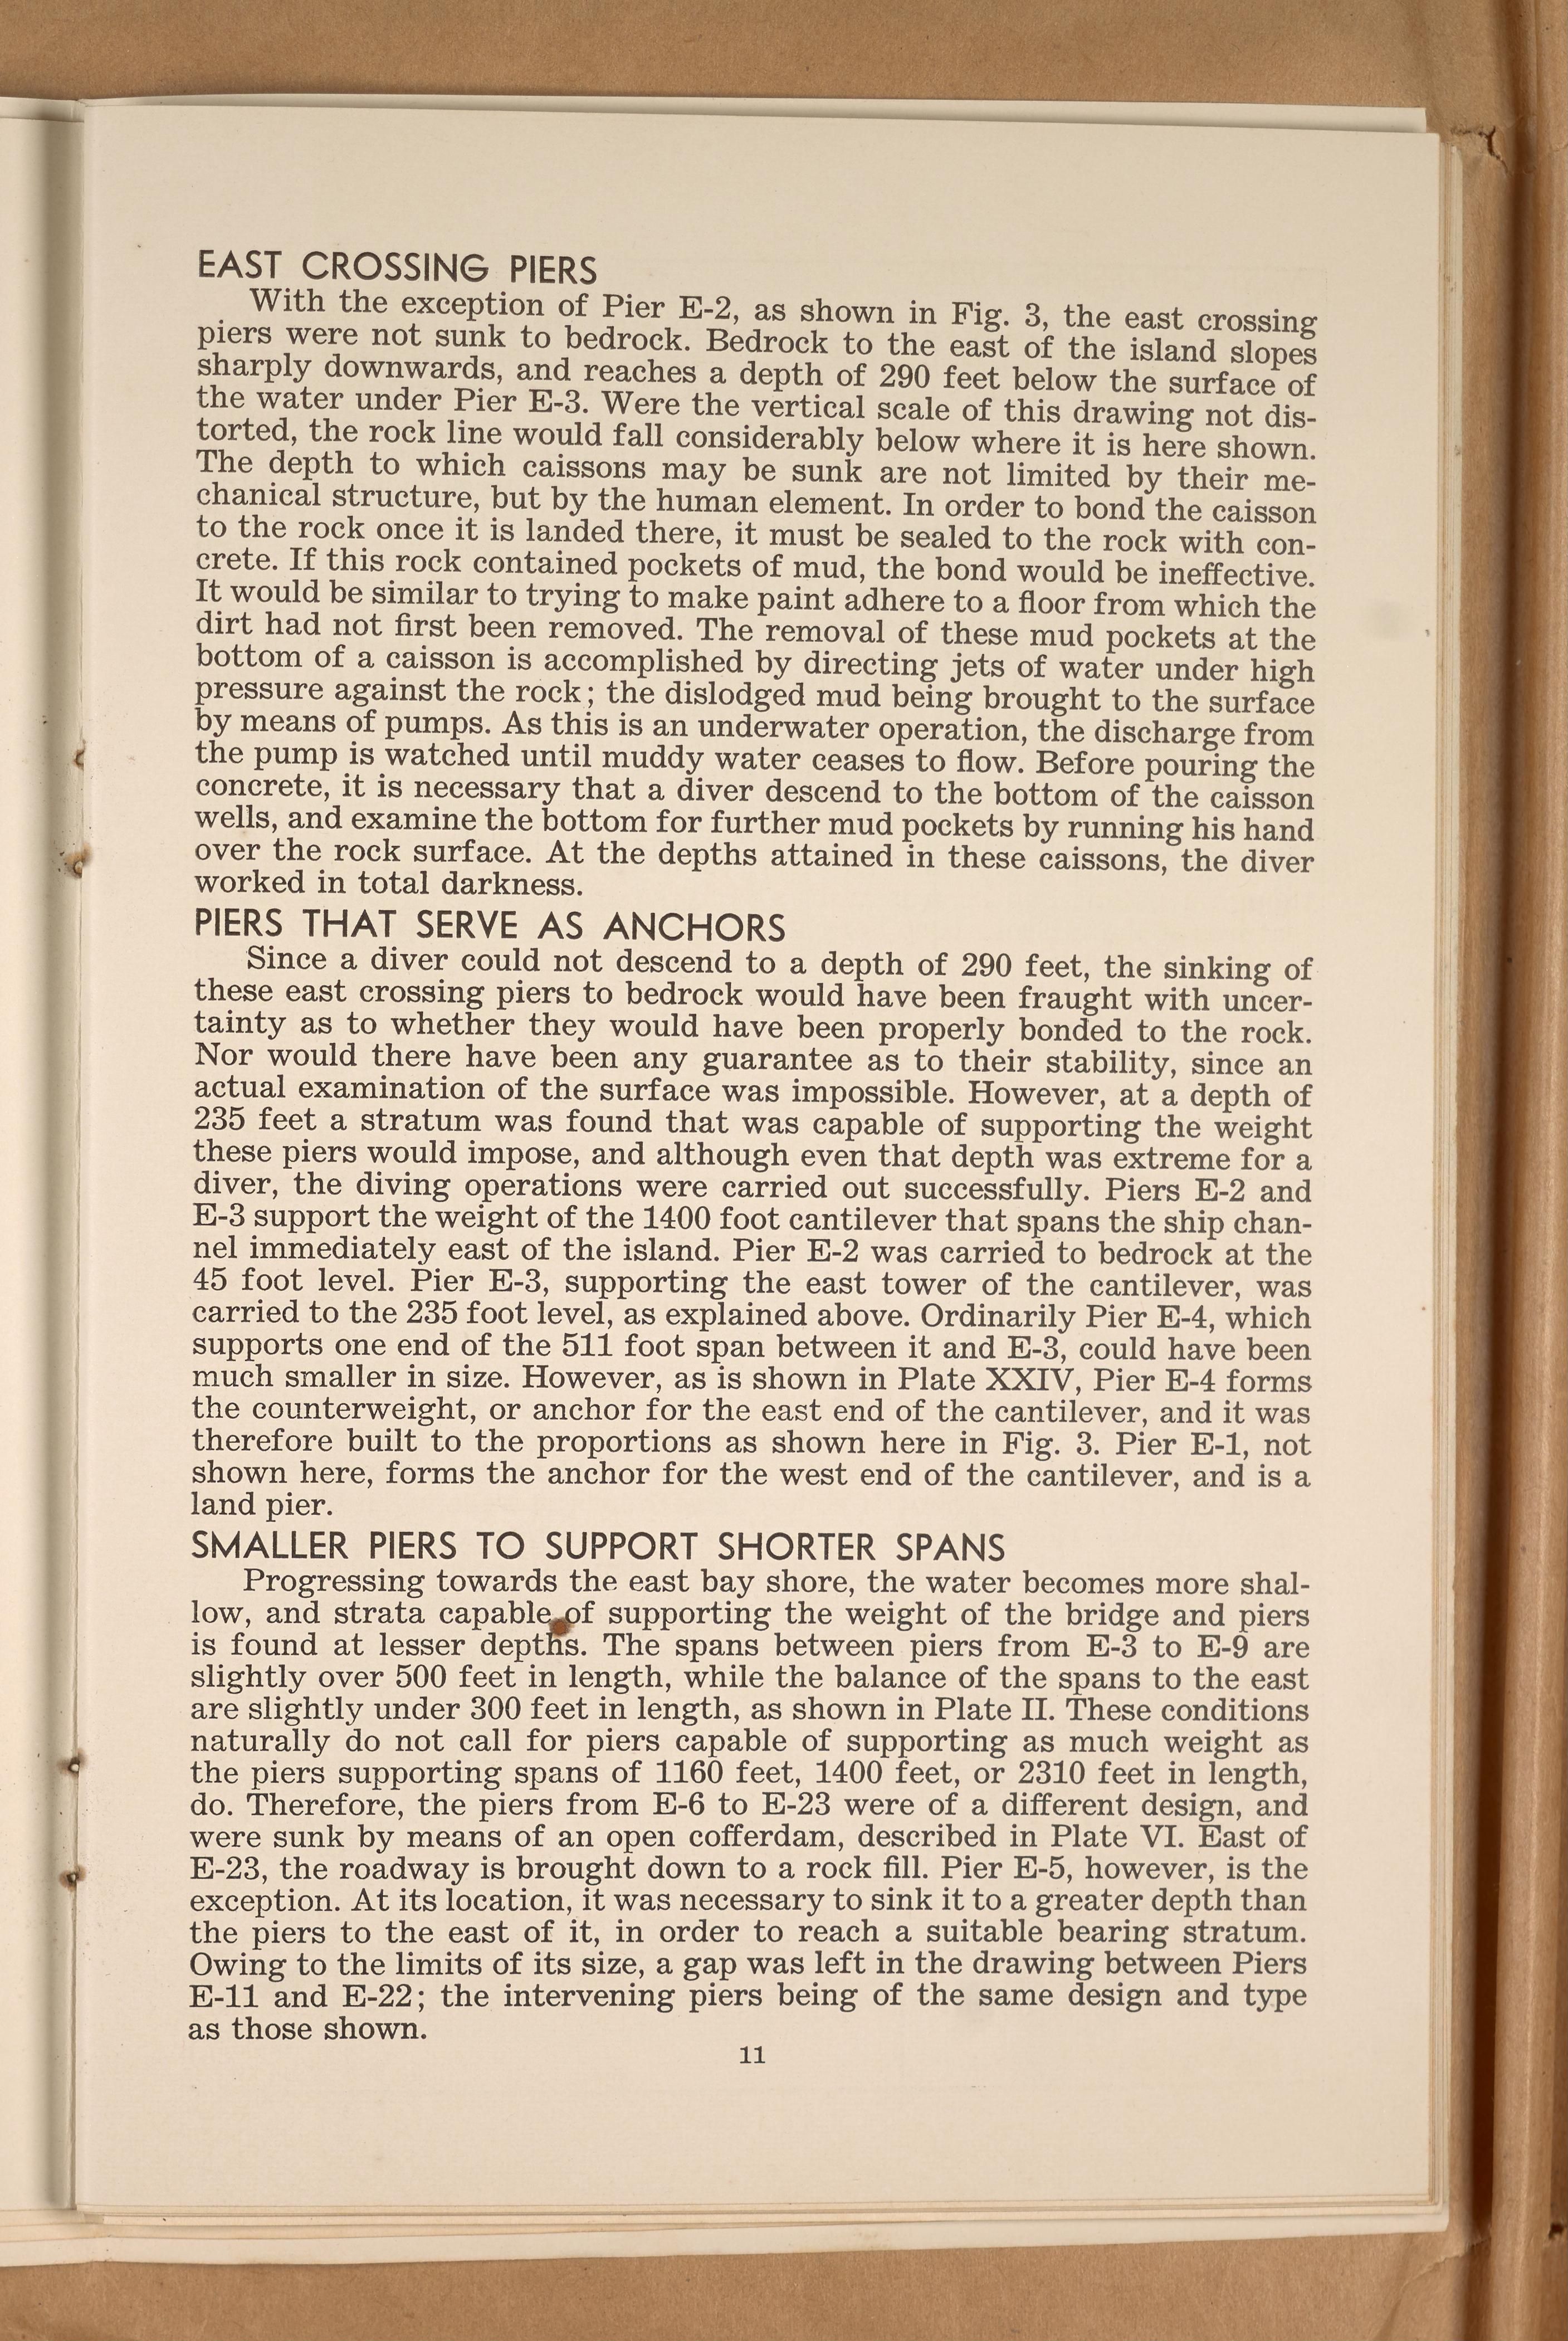 EAST CROSSING PIERS
With the exception of Pier E-2, as shown in Fig. 3, the east crossing
piers were not sunk to bedrock. Bedrock to the east of the island slopes
sharply downwards, and reaches a depth of 290 feet below the surface of
the water under Pier E-3. Were the vertical scale of this drawing not dis-
torted, the rock line would fall considerably below where it is here shown.
The depth to which caissons may be sunk are not limited by their me-
chanical structure, but by the human element. In order to bond the caisson
to the rock once it is landed there, it must be sealed to the rock with con-
crete. If this rock contained pockets of mud, the bond would be ineffective.
It would be similar to trying to make paint adhere to a floor from which the
dirt had not first been removed. The removal of these mud pockets at the
bottom of a caisson is accomplished by directing jets of water under high
pressure against the rock; the dislodged mud being brought to the surface
by means of pumps. As this is an underwater operation, the discharge from
the pump is watched until muddy water ceases to flow. Before pouring the
concrete, it is necessary that a diver descend to the bottom of the caisson
wells, and examine the bottom for further mud pockets by running his hand
over the rock surface. At the depths attained in these caissons, the diver
worked in total darkness.
PIERS THAT SERVE AS ANCHORS
Since a diver could not descend to a depth of 290 feet, the sinking of
these east crossing piers to bedrock would have been fraught with uncer-
tainty as to whether they would have been properly bonded to the rock.
Nor would there have been any guarantee as to their stability, since an
actual examination of the surface was impossible. However, at a depth of
235 feet a stratum was found that was capable of supporting the weight
these piers would impose, and although even that depth was extreme for a
diver, the diving operations were carried out successfully. Piers E-2 and
E-3 support the weight of the 1400 foot cantilever that spans the ship chan-
nel immediately east of the island. Pier E-2 was carried to bedrock at the
45 foot level. Pier E-3, supporting the east tower of the cantilever, was
carried to the 235 foot level, as explained above. Ordinarily Pier E-4, which
supports one end of the 511 foot span between it and E-3, could have been
much smaller in size. However, as is shown in Plate XXIV, Pier E-4 forms
the counterweight, or anchor for the east end of the cantilever, and it was
therefore built to the proportions as shown here in Fig. 3. Pier E-1, not
shown here, forms the anchor for the west end of the cantilever, and is a
land pier.
SMALLER PIERS TO SUPPORT SHORTER SPANS
Progressing towards the east bay shore, the water becomes more shal-
low, and strata capable of supporting the weight of the bridge and piers
is found at lesser depths. The spans between piers from E-3 to E-9 are
slightly over 500 feet in length, while the balance of the spans to the east
are slightly under 300 feet in length, as shown in Plate II. These conditions
naturally do not call for piers capable of supporting as much weight as
the piers supporting spans of 1160 feet, 1400 feet, or 2310 feet in length,
do. Therefore, the piers from E-6 to E-23 were of a different design, and
were sunk by means of an open cofferdam, described in Plate VI. East of
E-23, the roadway is brought down to a rock fill. Pier E-5, however, is the
exception. At its location, it was necessary to sink it to a greater depth than
the piers to the east of it, in order to reach a suitable bearing stratum.
Owing to the limits of its size, a gap was left in the drawing between Piers
E-11 and E-22; the intervening piers being of the same design and type
as those shown.
11